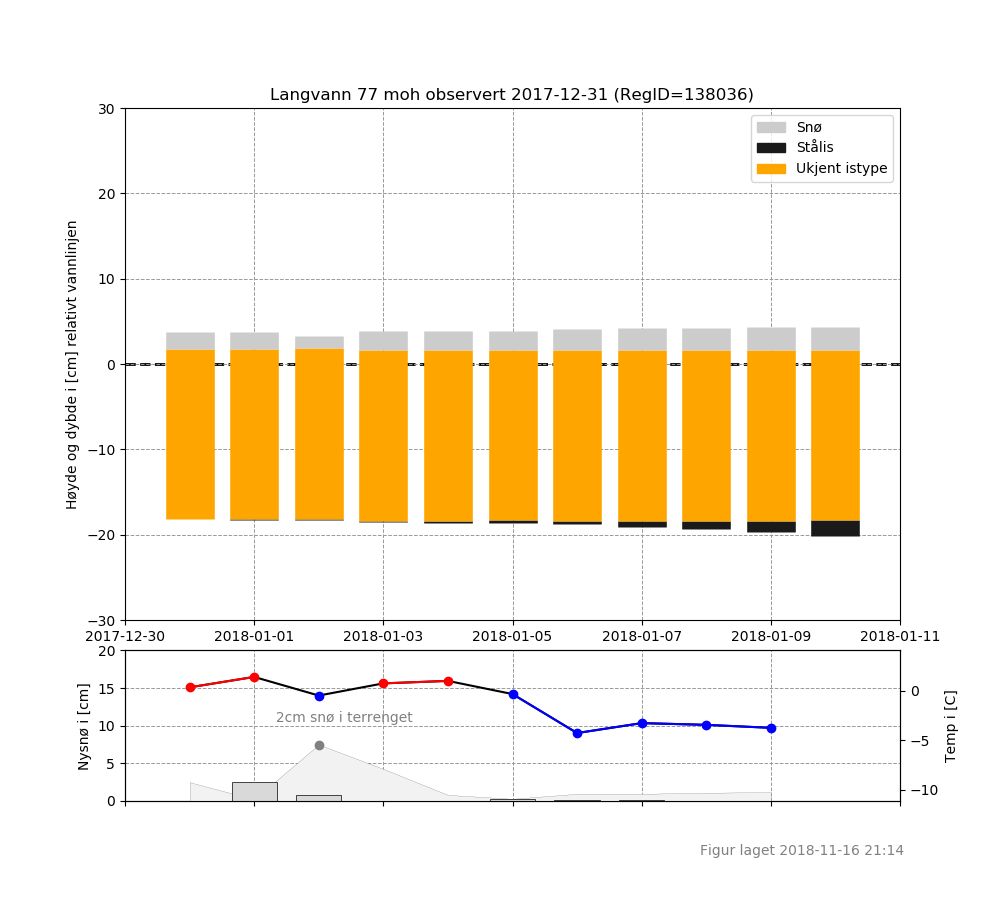 Langvann 77 moh observert 2017-12-31 (RegID=138036)
Snø
Stålis
Ukjent istype
Høyde og dybde i [cm] relativt vannlinjen
30
20
10
0
−10
−20
−30
2017-12-30 2018-01-01 2018-01-03 2018-01-05 2018-01-07 2018-01-09 2018-01-11
Nysnø i [cm]
20
15
10
5
0
2cm snø i terrenget
0
−5
−10
Temp i [C]
Figur laget 2018-11-16 21:14